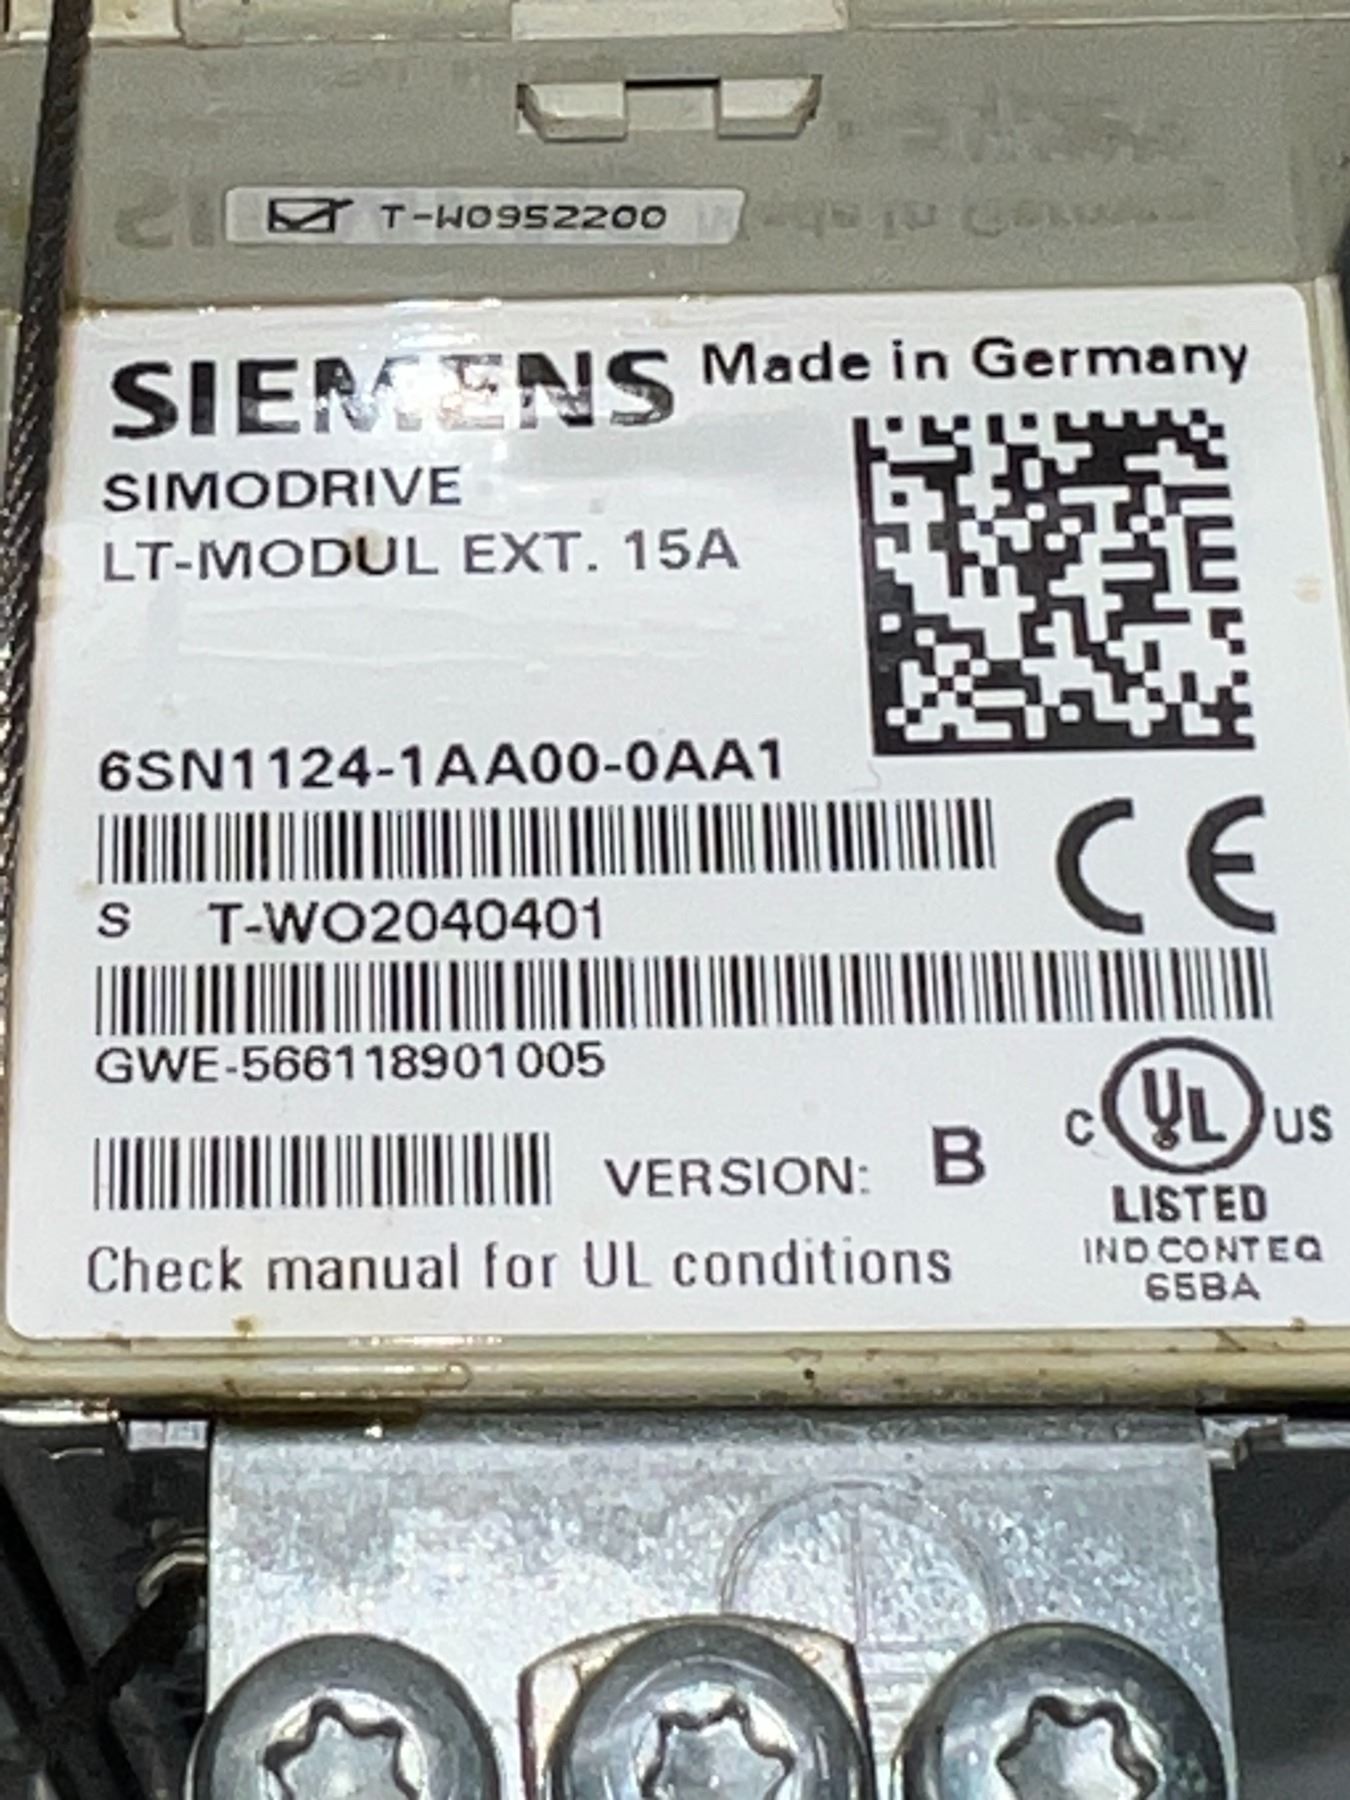 T-W0952200
SIEMENS Made in Germany
SIMODRIVE
LT-MODUL EXT. 15A
6SN1124-1AA00-0AA1
CE
S T-WO2040401
GWE-566118901005
C UL US
VERSION: B
LISTED
IND.CONT.EQ
65BA
Check manual for UL conditions